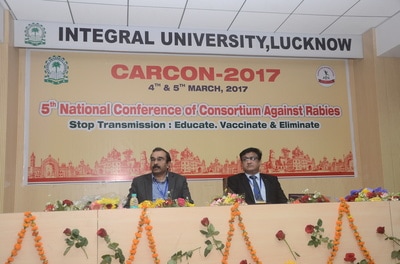 INTEGRAL UNIVERSITY,LUCKNOW
CARCON-2017
4TH & 5TH MARCH, 2017
5th National Conference of Consortium Against Rabies
Stop Transmission : Educate, Vaccinate & Eliminate